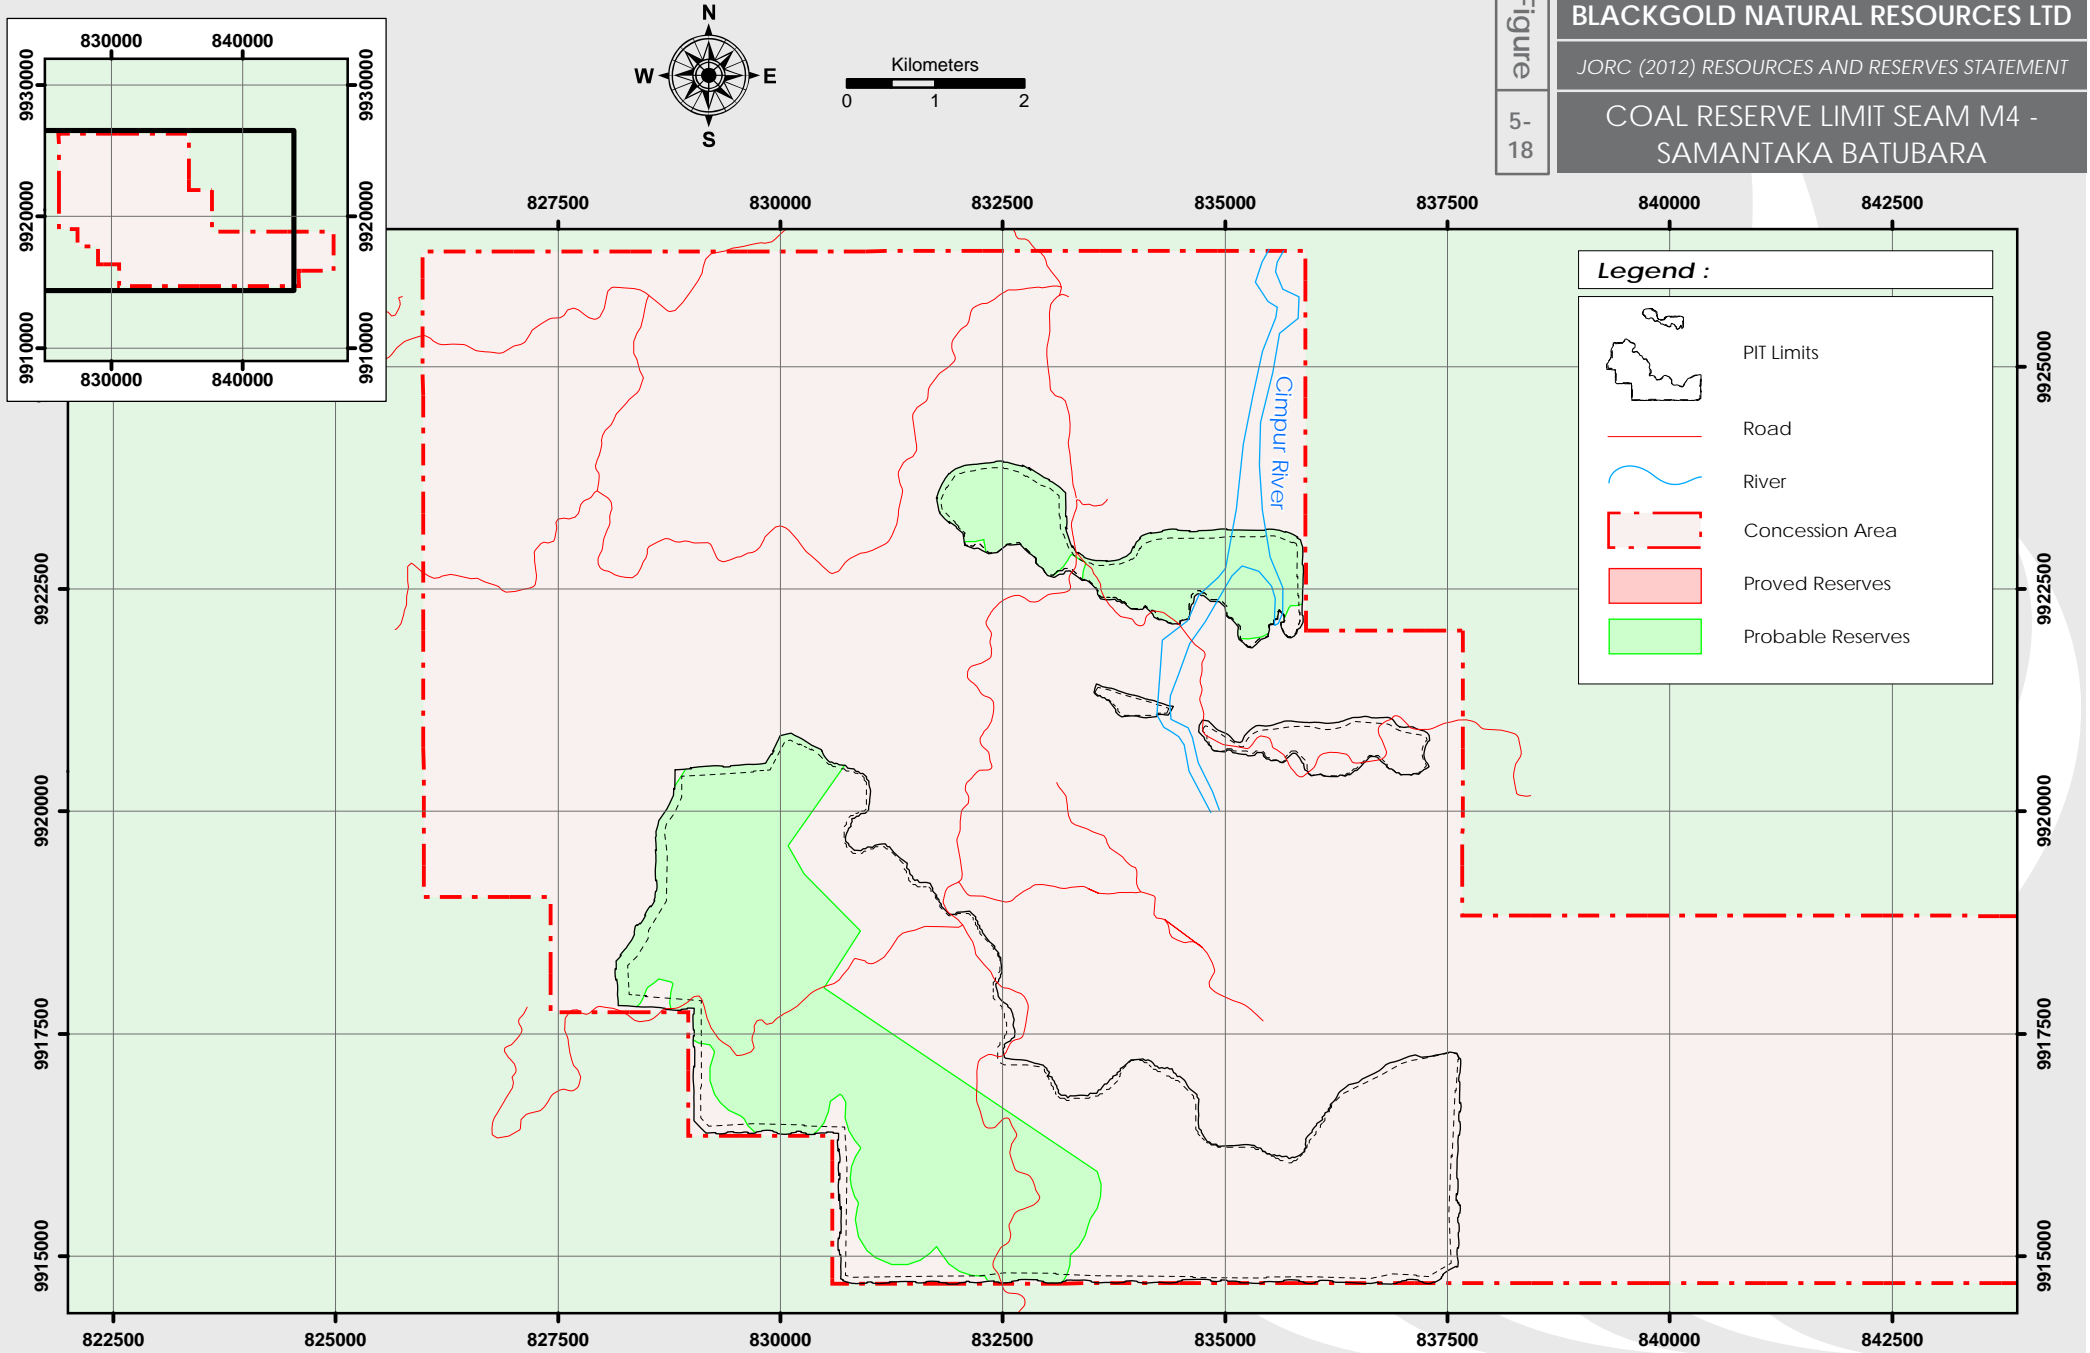 Figure
5-
18
BLACKGOLD NATURAL RESOURCES LTD
JORC (2012) RESOURCES AND RESERVES STATEMENT
COAL RESERVE LIMIT SEAM M4 -
SAMANTAKA BATUBARA
N
W
E
S
Kilometers
0 1 2
830000 840000
9930000 9930000
9920000 9920000
9910000 9910000
830000 840000
827500 830000 832500 835000 837500 840000 842500
Legend :
PIT Limits
Road
River
Concession Area
Proved Reserves
Probable Reserves
Cimpur River
9925000
9922500 9922500
9920000 9920000
9917500 9917500
9915000 9915000
822500 825000 827500 830000 832500 835000 837500 840000 842500